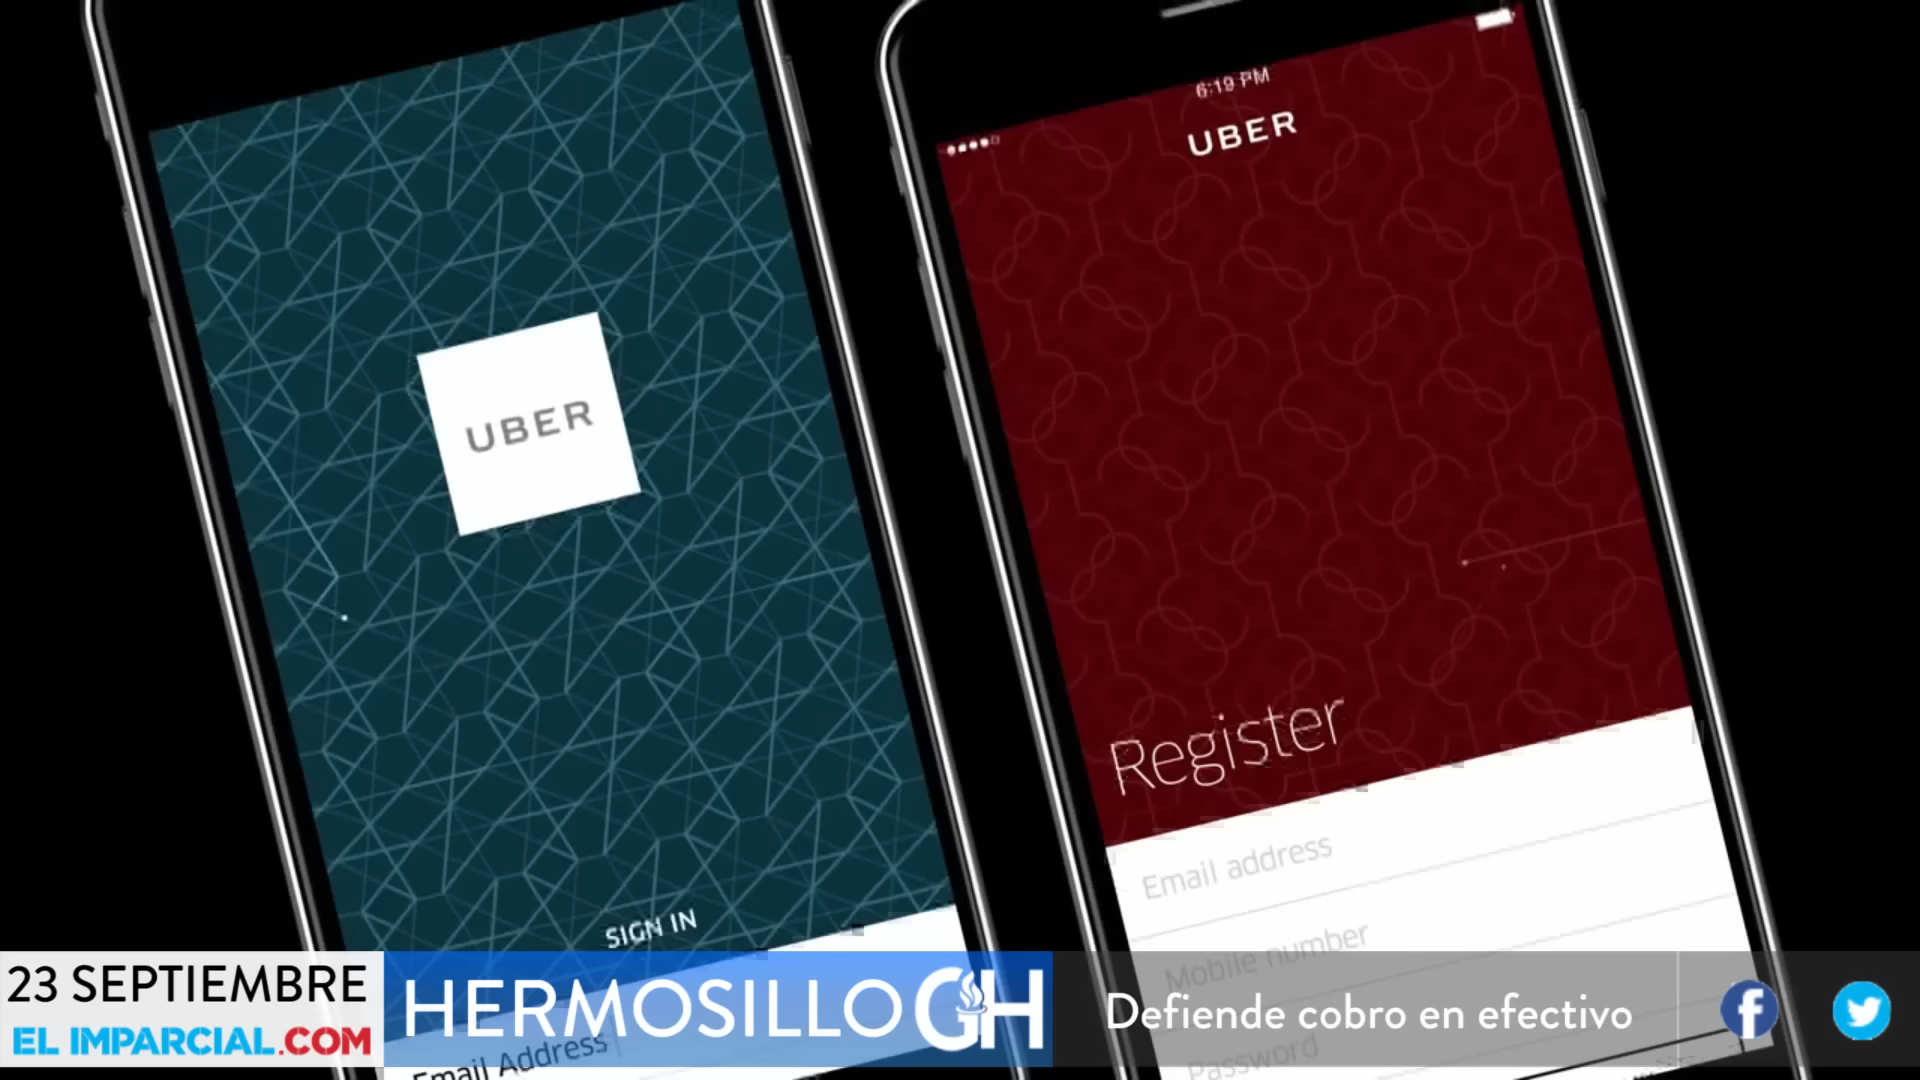 UBER
SIGN IN
Email Address
6:19 PM
UBER
Register
Email address
Mobile number
Password
23 SEPTIEMBRE
EL IMPARCIAL.COM
HERMOSILLO GH
Defiende cobro en efectivo